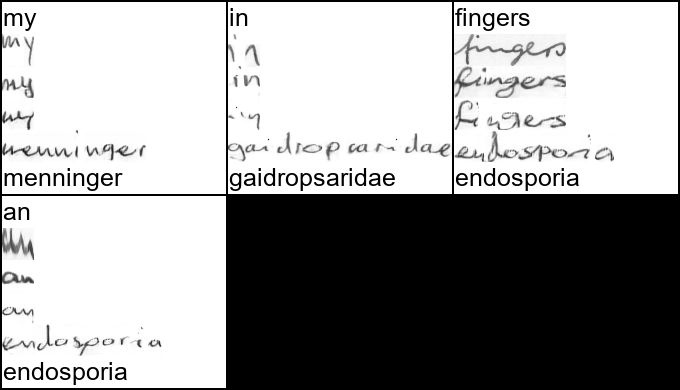 my
my
my
my
menninger
menninger
in
in
in
in
gaidropsaridae
gaidropsaridae
fingers
fingers
fingers
fingers
endosporia
endosporia
an
an
an
endosporia
endosporia